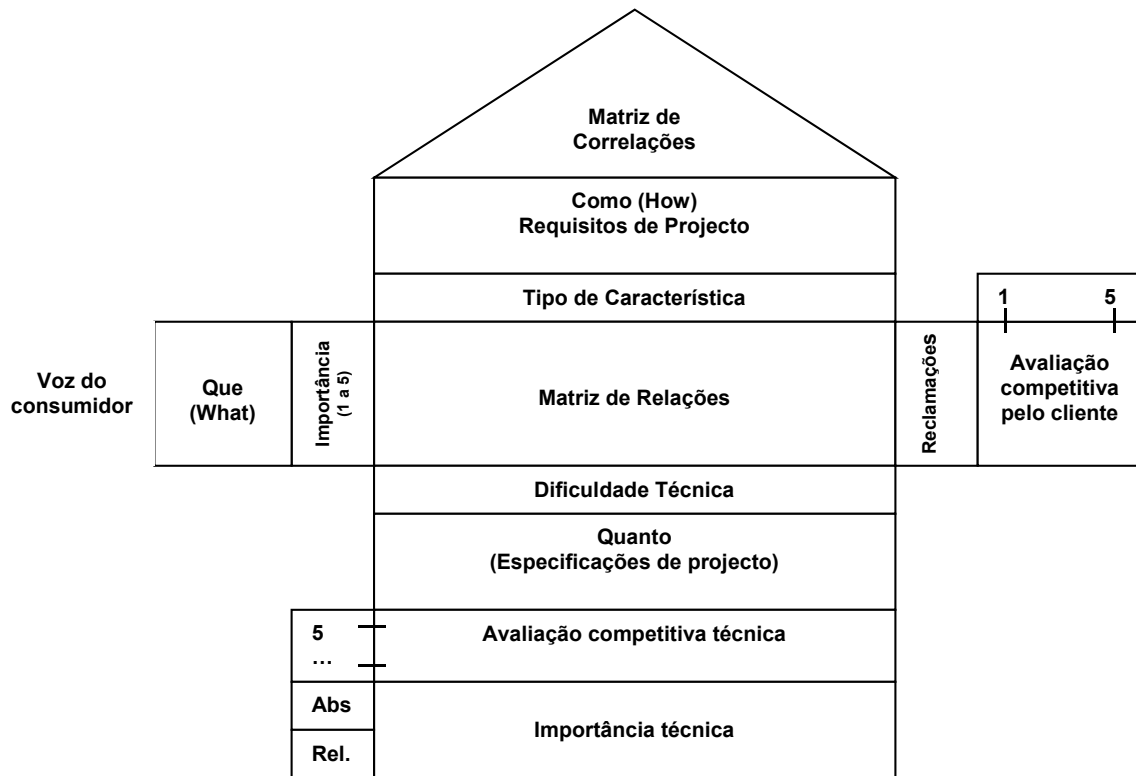 Matriz de
Correlações
Como (How)
Requisitos de Projecto
Tipo de Característica
1 5
Voz do
consumidor
Que
(What)
Importância
(1 a 5)
Matriz de Relações
Reclamações
Avaliação
competitiva
pelo cliente
Dificuldade Técnica
Quanto
(Especificações de projecto)
5
…
Avaliação competitiva técnica
Abs
Rel.
Importância técnica